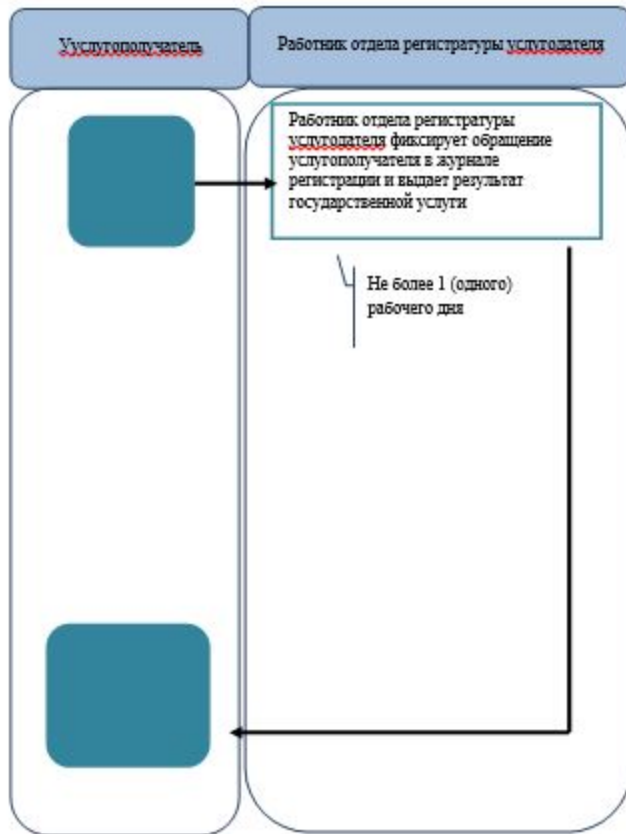 Ууслугополучатель
Работник отдела регистратуры услугодателя
Работник отдела регистратуры
услугодателя фиксирует обращение
услугополучателя в журнале
регистрации и выдает результат
государственной услуги
Не более 1 (одного)
рабочего дня